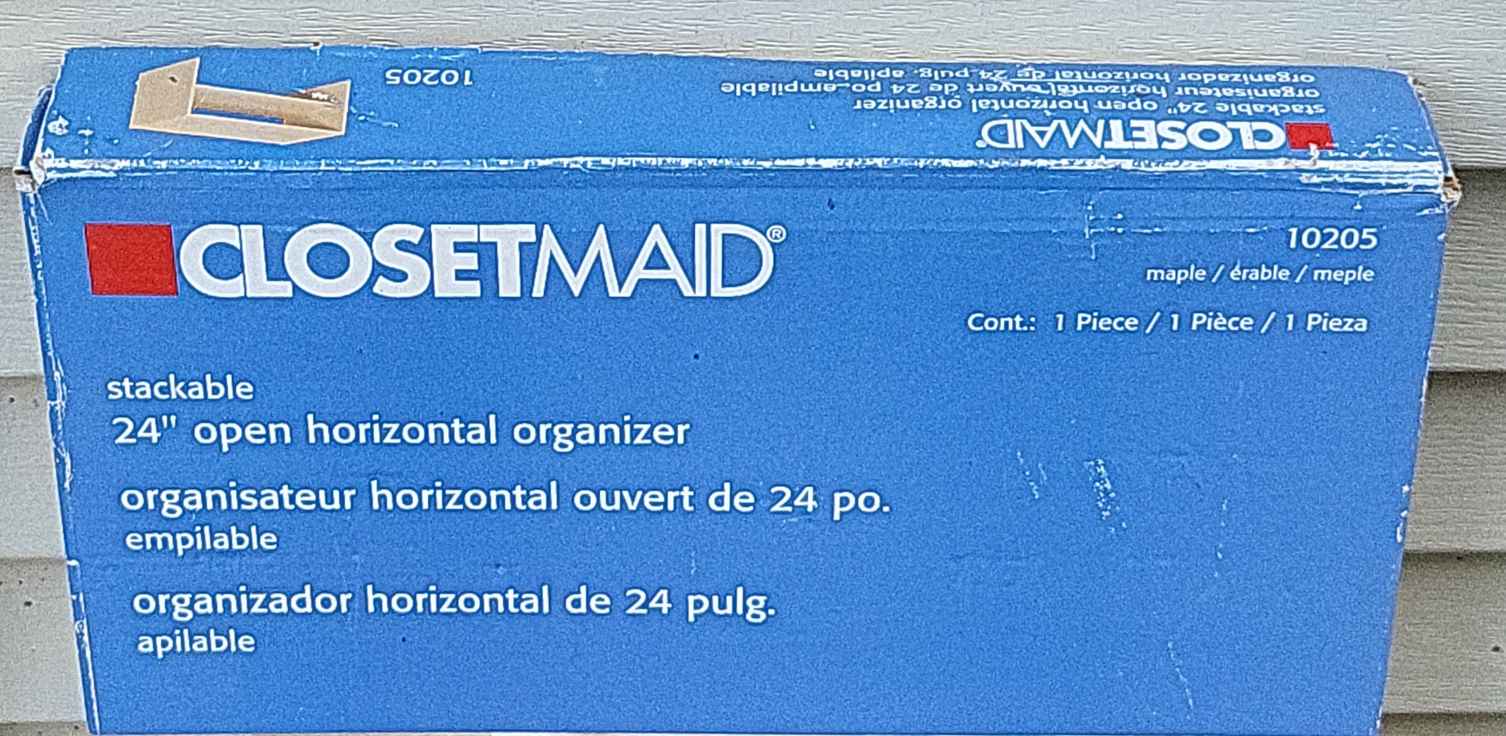 10205
organizador horizontal de 24 pulg. apilable
organisateur horizontal ouvert de 24 po. empilable
stackable 24" open horizontal organizer
CLOSETMAID
CLOSETMAID®
10205
maple / érable / meple
Cont.: 1 Piece / 1 Pièce / 1 Pieza
stackable
24" open horizontal organizer
organisateur horizontal ouvert de 24 po.
empilable
organizador horizontal de 24 pulg.
apilable